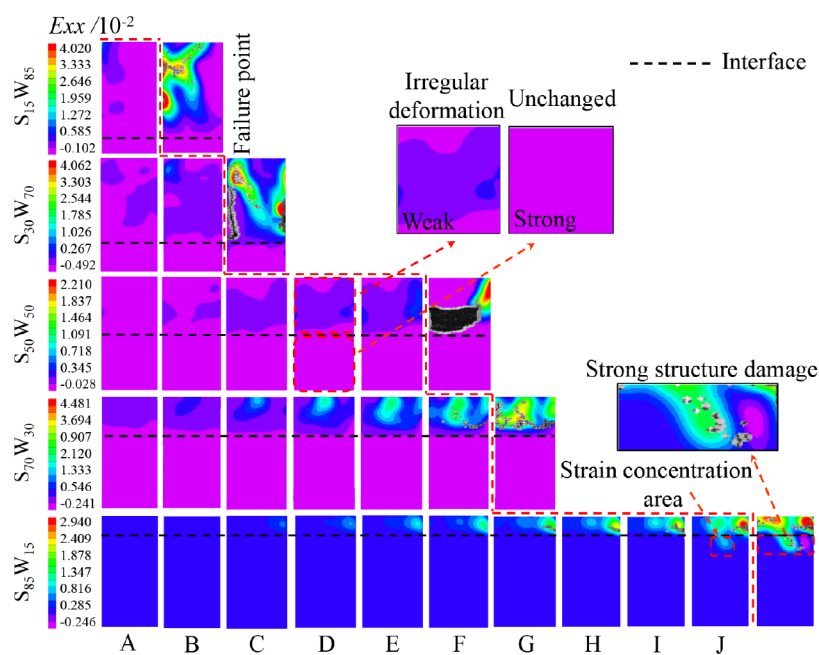 Exx /10⁻²
Failure point
Interface
Irregular
deformation
Unchanged
Weak
Strong
Strong structure damage
Strain concentration
area
S₁₅W₈₅
4.020
3.333
2.646
1.959
1.272
0.585
-0.102
S₃₀W₇₀
4.062
3.303
2.544
1.785
1.026
0.267
-0.492
S₅₀W₅₀
2.210
1.837
1.464
1.091
0.718
0.345
-0.028
S₇₀W₃₀
4.481
3.694
0.907
2.120
1.333
0.546
-0.241
S₈₅W₁₅
2.940
2.409
1.878
1.347
0.816
0.285
-0.246
A B C D E F G H I J